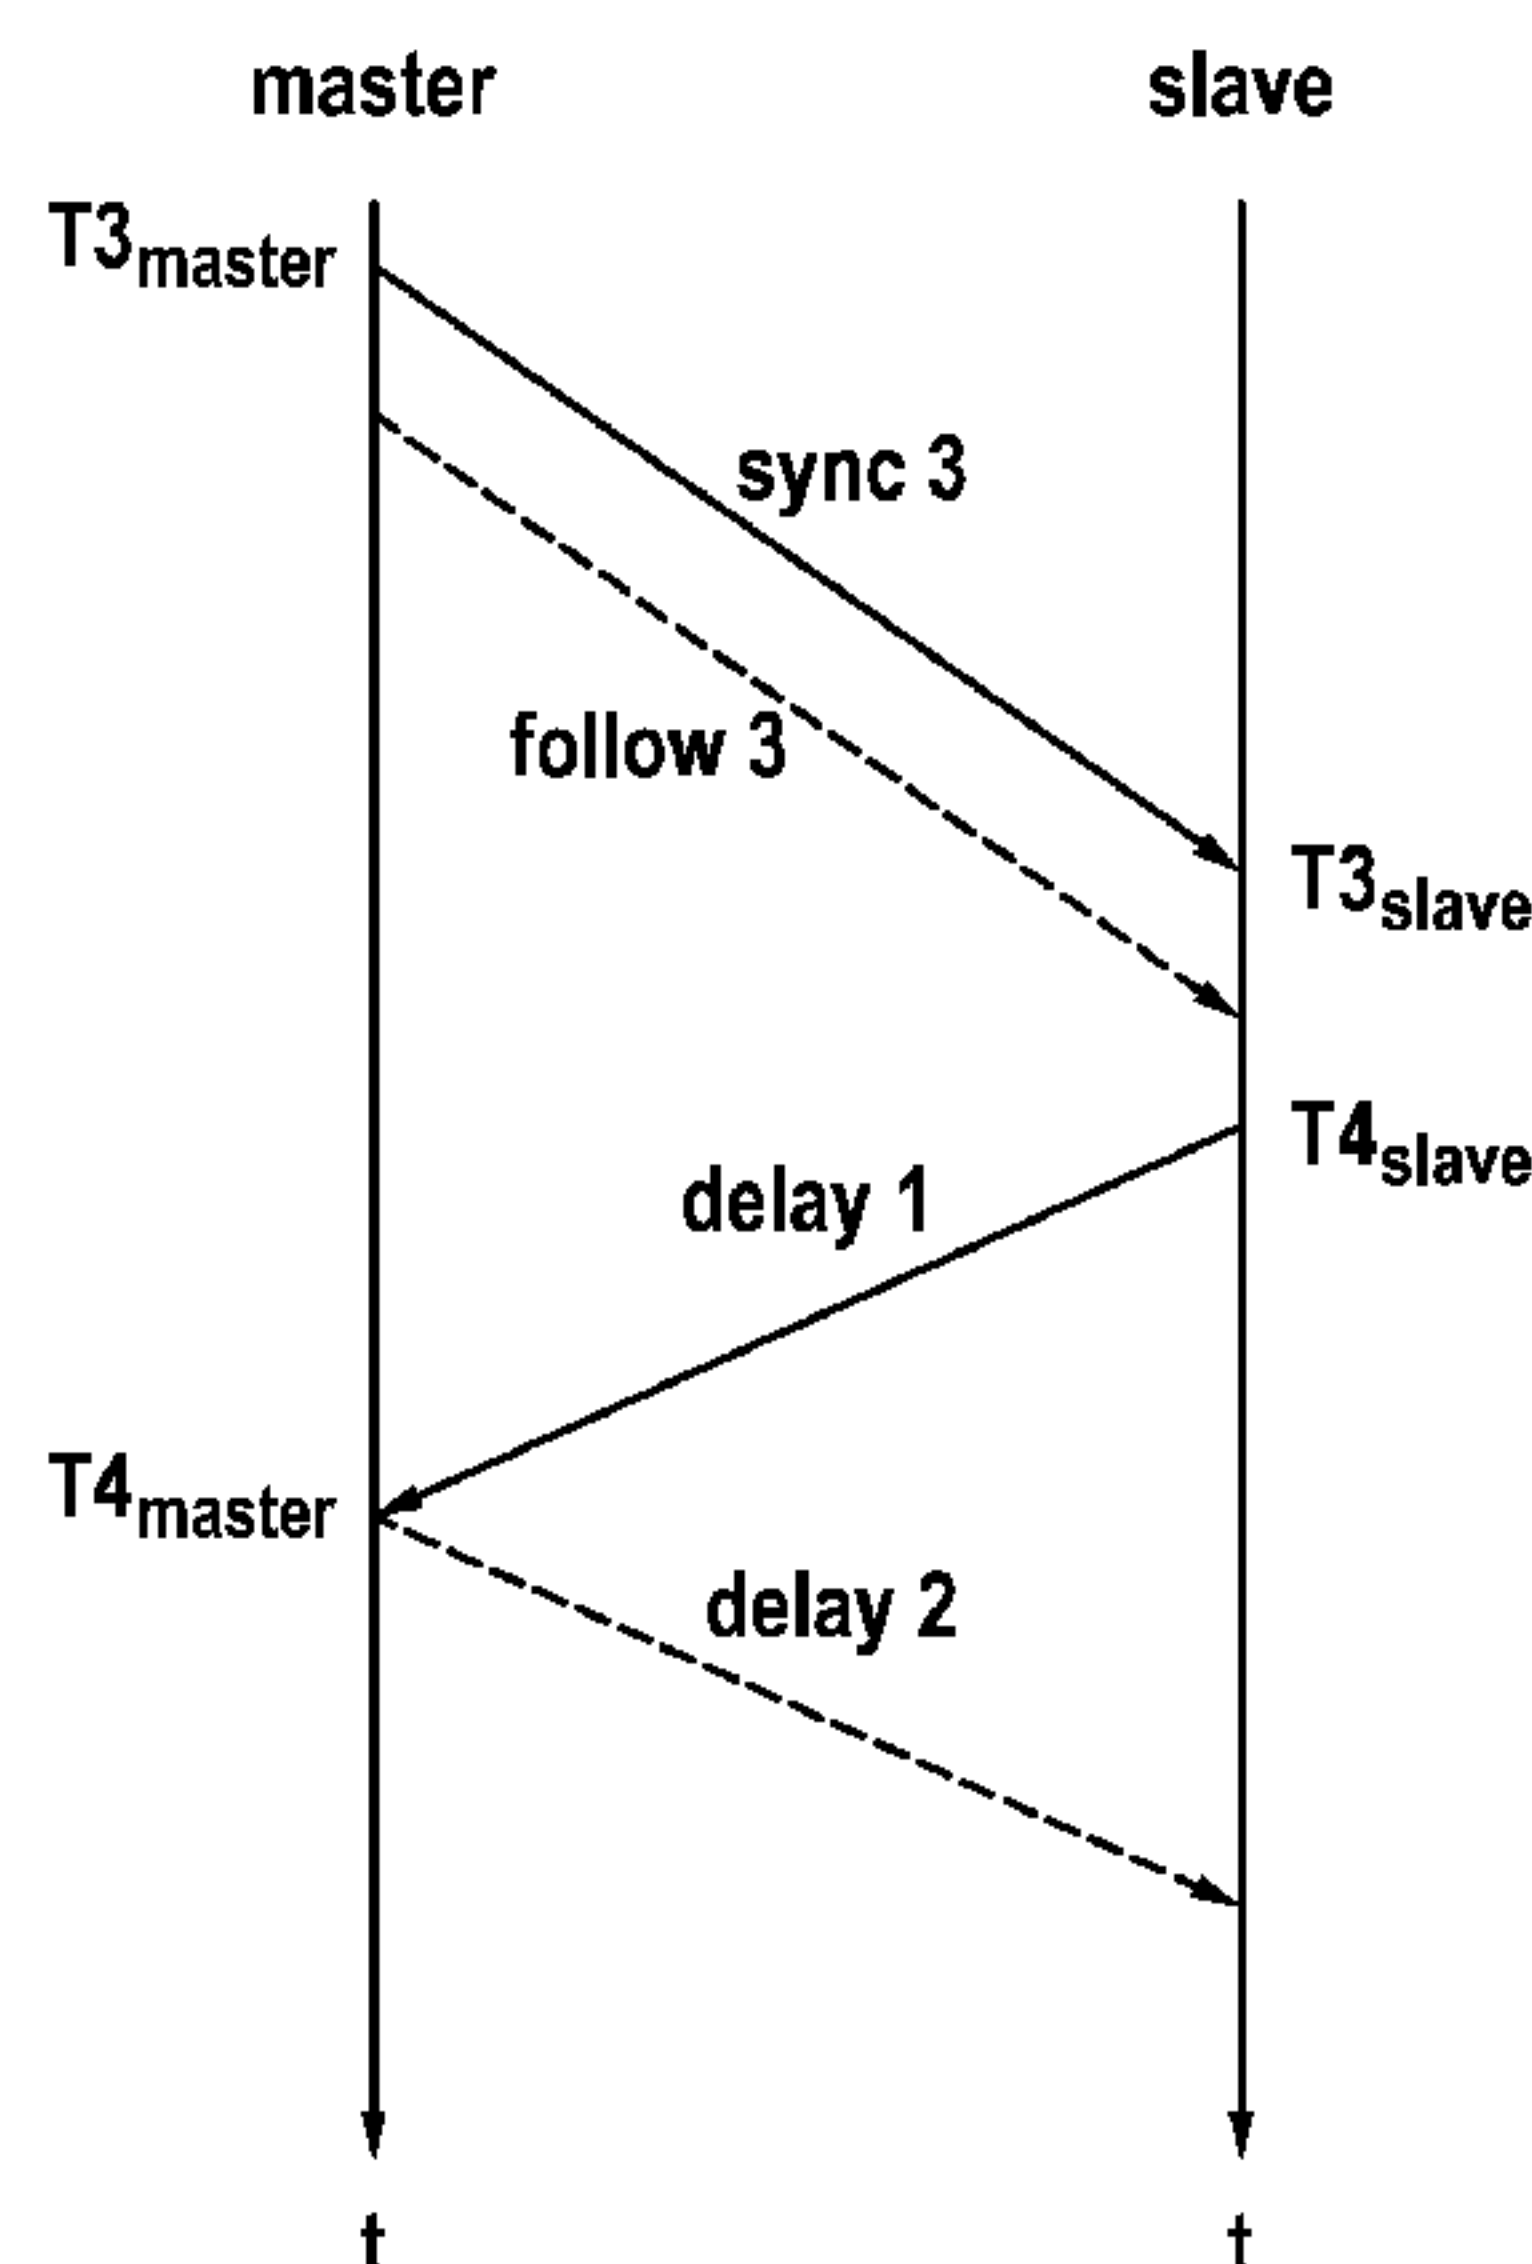 master slave
T3master
sync 3
follow 3
T3slave
T4slave
delay 1
T4master
delay 2
t t